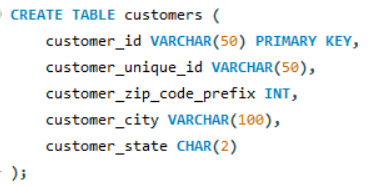 CREATE TABLE customers (
customer_id VARCHAR(50) PRIMARY KEY,
customer_unique_id VARCHAR(50),
customer_zip_code_prefix INT,
customer_city VARCHAR(100),
customer_state CHAR(2)
);